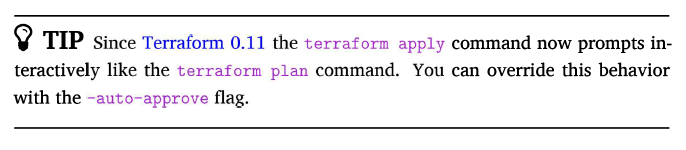 TIP Since Terraform 0.11 the terraform apply command now prompts in-
teractively like the terraform plan command. You can override this behavior
with the -auto-approve flag.